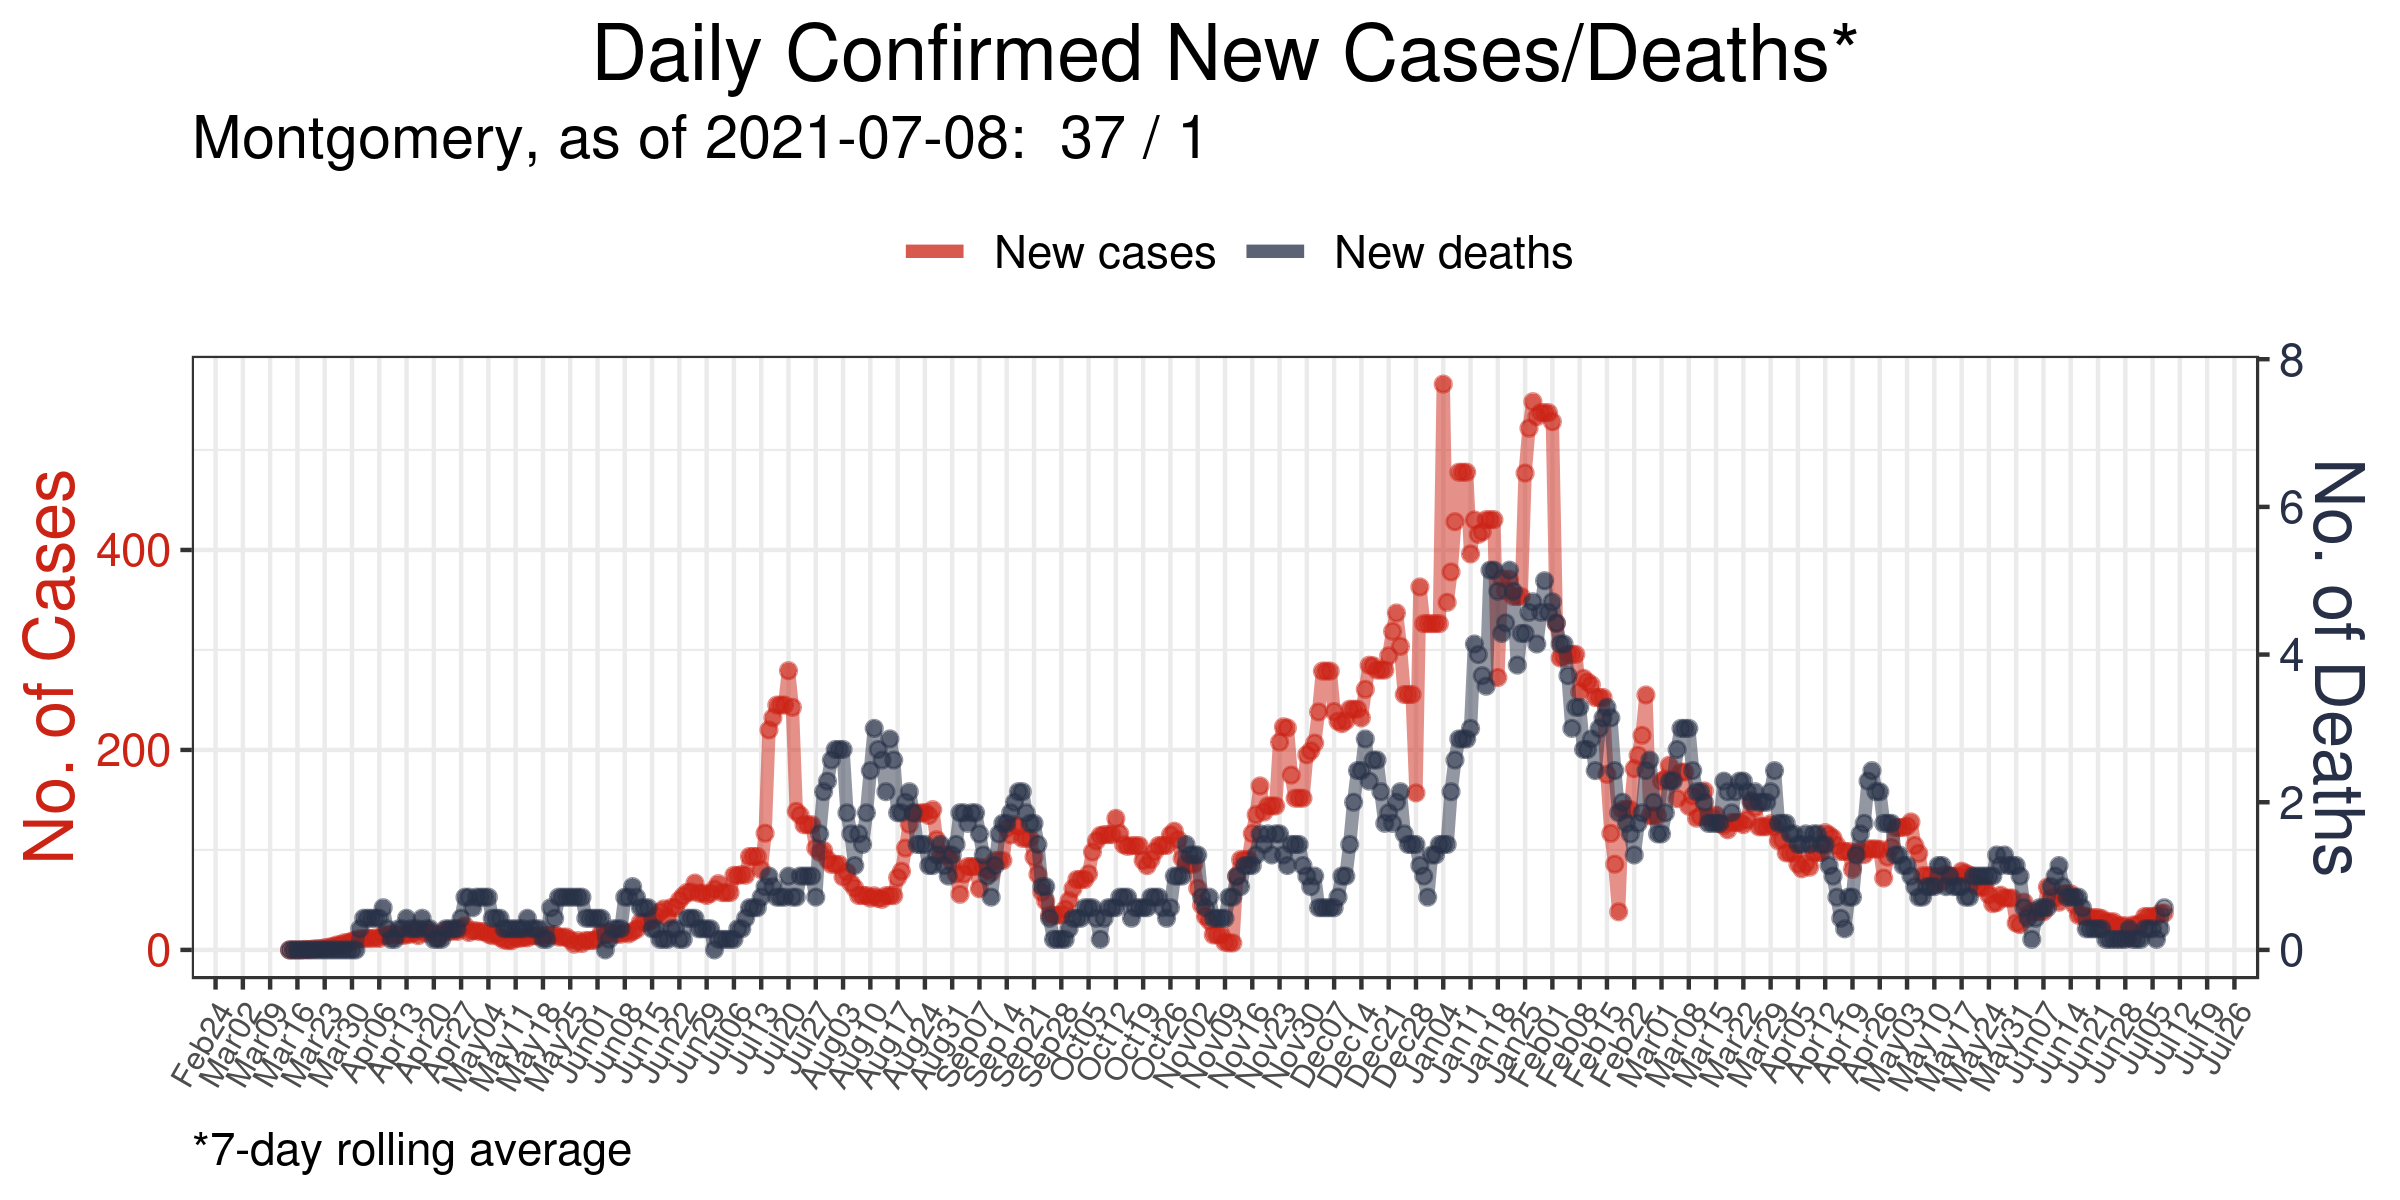 Daily Confirmed New Cases/Deaths*
Montgomery, as of 2021-07-08:  37 / 1
New cases
New deaths
No. of Cases
400
200
0
8
6
4
2
0
No. of Deaths
Feb24
Mar02
Mar09
Mar16
Mar23
Mar30
Apr06
Apr13
Apr20
Apr27
May04
May11
May18
May25
Jun01
Jun08
Jun15
Jun22
Jun29
Jul06
Jul13
Jul20
Jul27
Aug03
Aug10
Aug17
Aug24
Aug31
Sep07
Sep14
Sep21
Sep28
Oct05
Oct12
Oct19
Oct26
Nov02
Nov09
Nov16
Nov23
Nov30
Dec07
Dec14
Dec21
Dec28
Jan04
Jan11
Jan18
Jan25
Feb01
Feb08
Feb15
Feb22
Mar01
Mar08
Mar15
Mar22
Mar29
Apr05
Apr12
Apr19
Apr26
May03
May10
May17
May24
May31
Jun07
Jun14
Jun21
Jun28
Jul05
Jul12
Jul19
Jul26
*7-day rolling average